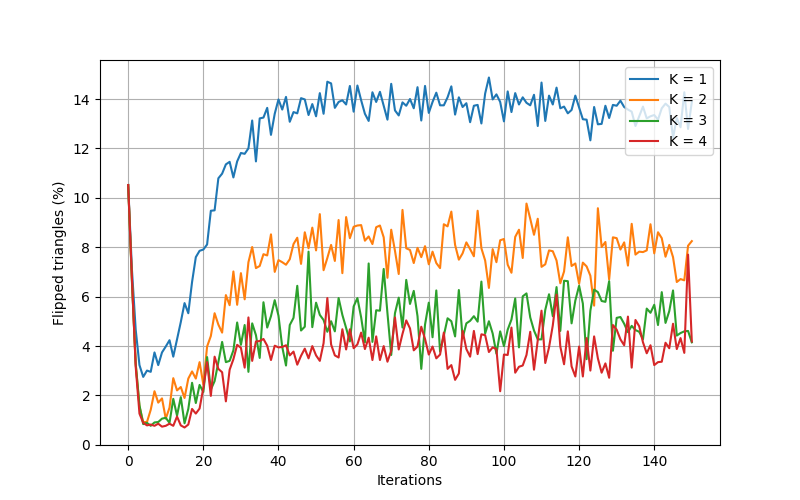 K = 1
K = 2
K = 3
K = 4
Flipped triangles (%)
14
12
10
8
6
4
2
0
0 20 40 60 80 100 120 140
Iterations